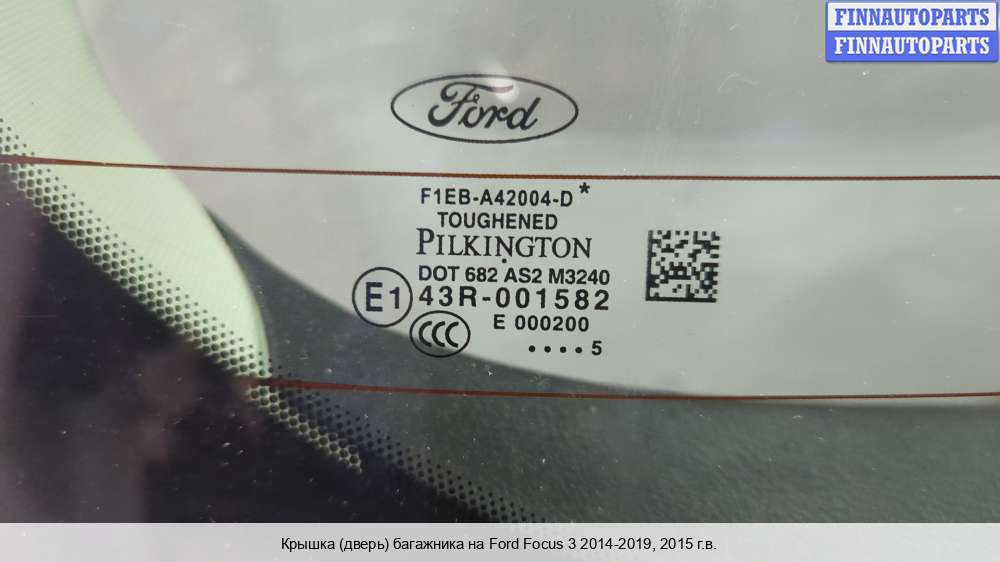 FINNAUTOPARTS
FINNAUTOPARTS
Ford
F1EB-A42004-D*
TOUGHENED
PILKINGTON
DOT 682 AS2 M3240
E1 43R-001582
E 000200
CCC
....5
Крышка (дверь) багажника на Ford Focus 3 2014-2019, 2015 г.в.